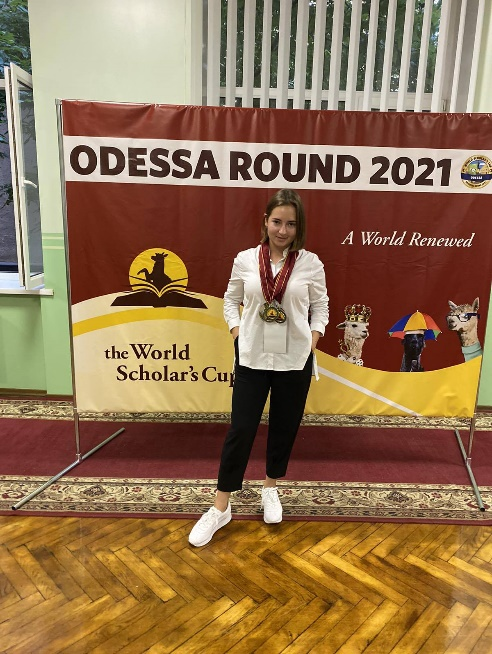 ODESSA ROUND 2021
A World Renewed
the World
Scholar's Cup